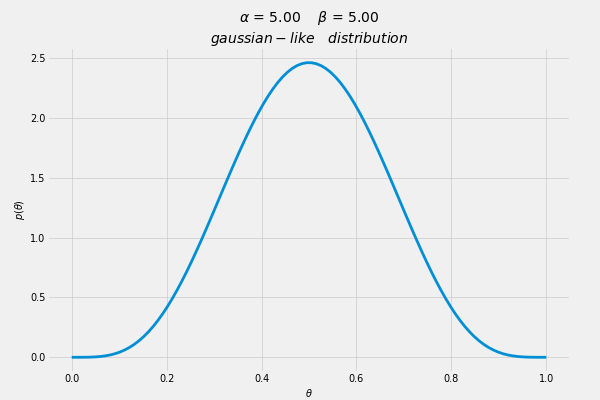 α = 5.00 β = 5.00
gaussian − like distribution
2.5
2.0
1.5
1.0
0.5
0.0
p(θ)
0.0 0.2 0.4 0.6 0.8 1.0
θ